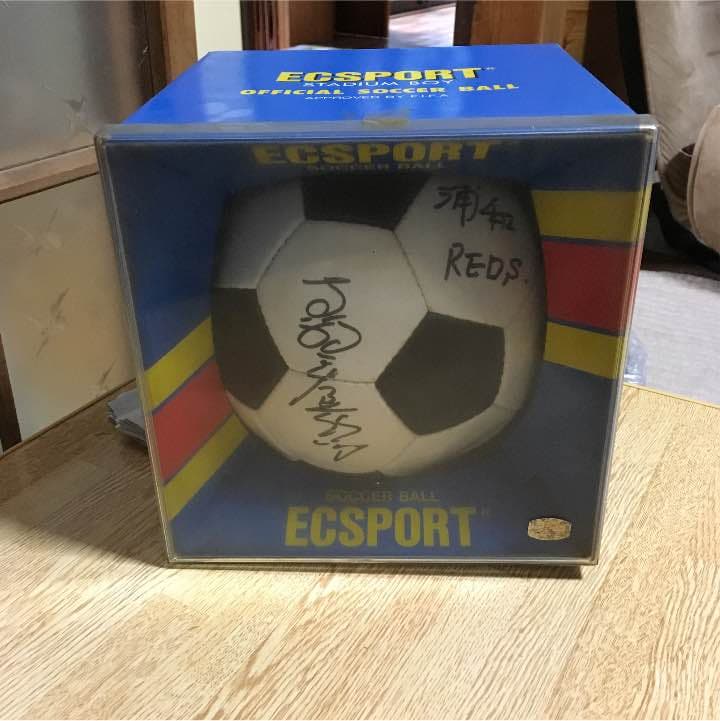 ECSPORT®
STADIUM BOY
OFFICIAL SOCCER BALL
APPROVED BY F.I.F.A
ECSPORT®
SOCCER BALL
浦和
REDS.
SOCCER BALL
ECSPORT®